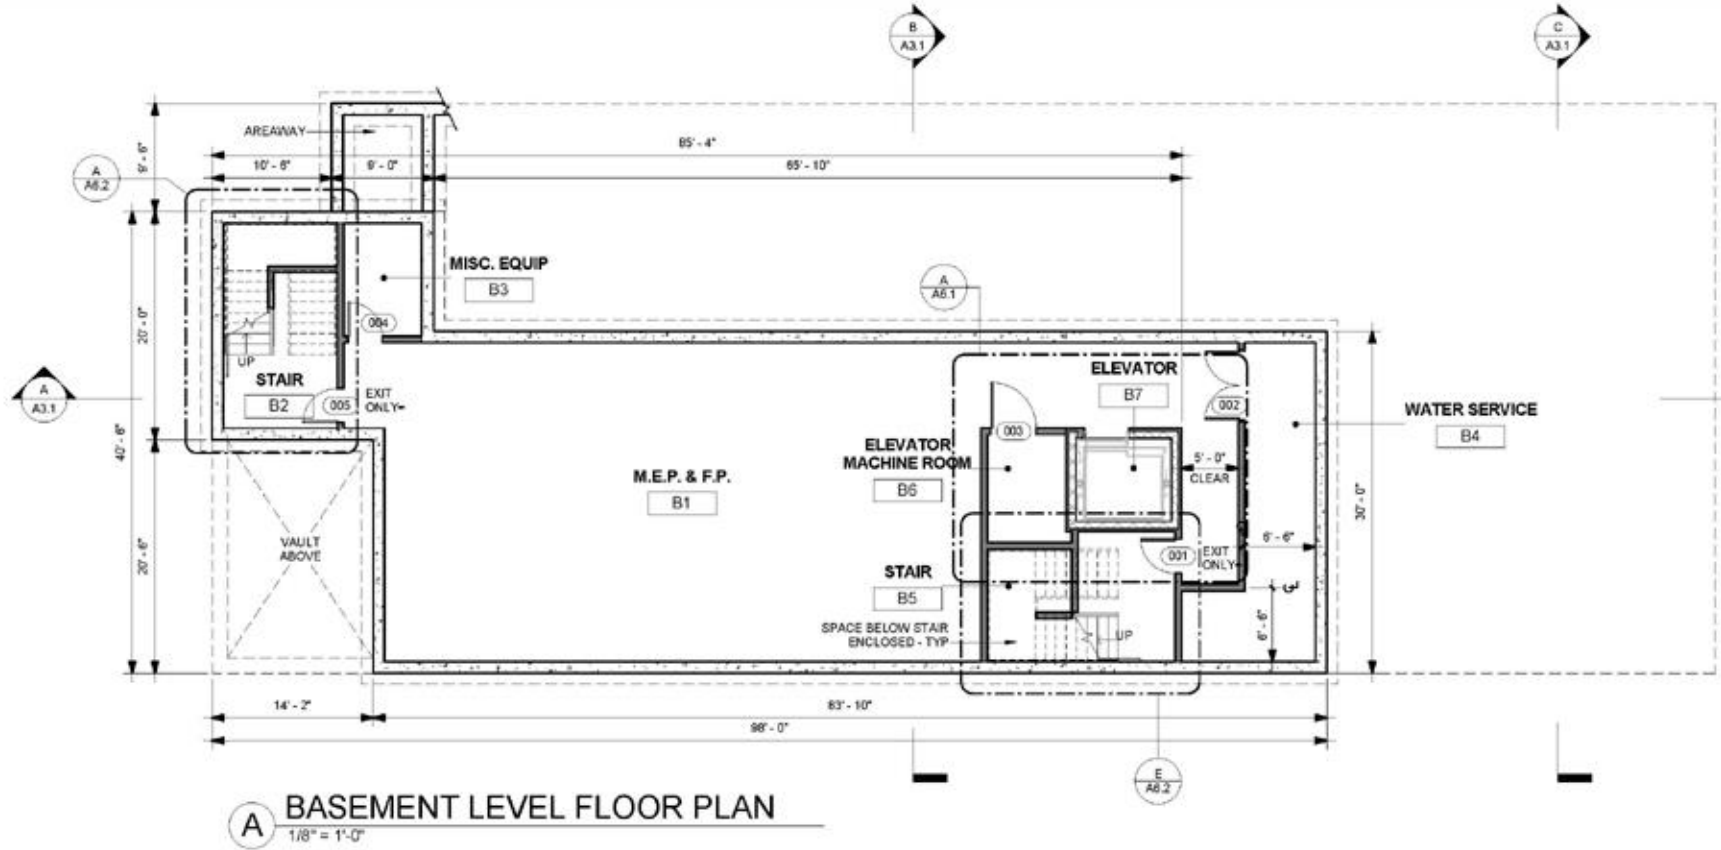 B
A3.1
C
A3.1
AREAWAY
85' - 4"
10' - 6"
9' - 0"
65' - 10"
9' - 6"
A
A6.2
MISC. EQUIP
B3
004
A
A6.1
20' - 0"
UP
STAIR
B2
005
EXIT
ONLY
A
A3.1
40' - 6"
ELEVATOR
B7
002
WATER SERVICE
B4
003
ELEVATOR
MACHINE ROOM
B6
5' - 0"
CLEAR
M.E.P. & F.P.
B1
30' - 0"
VAULT
ABOVE
20' - 6"
6' - 6"
001
EXIT
ONLY
STAIR
B5
SPACE BELOW STAIR
ENCLOSED - TYP
UP
6' - 6"
14' - 2"
83' - 10"
98' - 0"
E
A6.2
A
BASEMENT LEVEL FLOOR PLAN
1/8" = 1'-0"